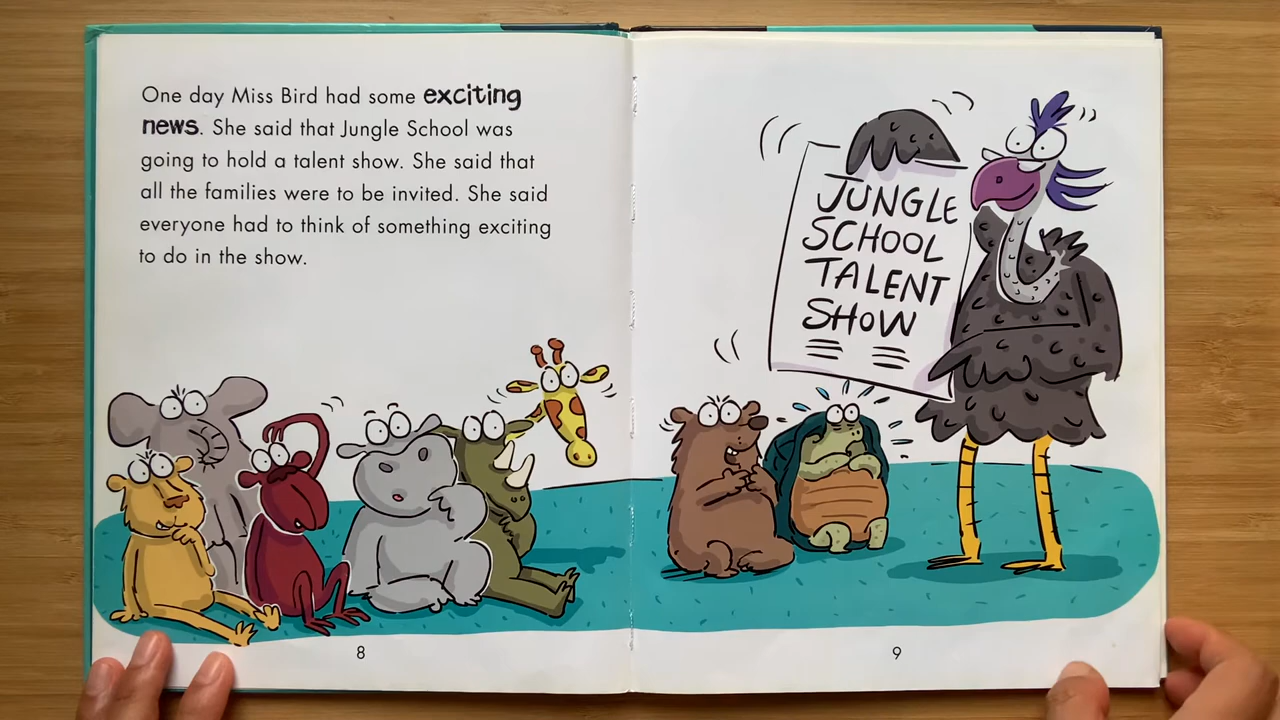 One day Miss Bird had some exciting
news. She said that Jungle School was
going to hold a talent show. She said that
all the families were to be invited. She said
everyone had to think of something exciting
to do in the show.
8
JUNGLE
SCHOOL
TALENT
SHOW
9